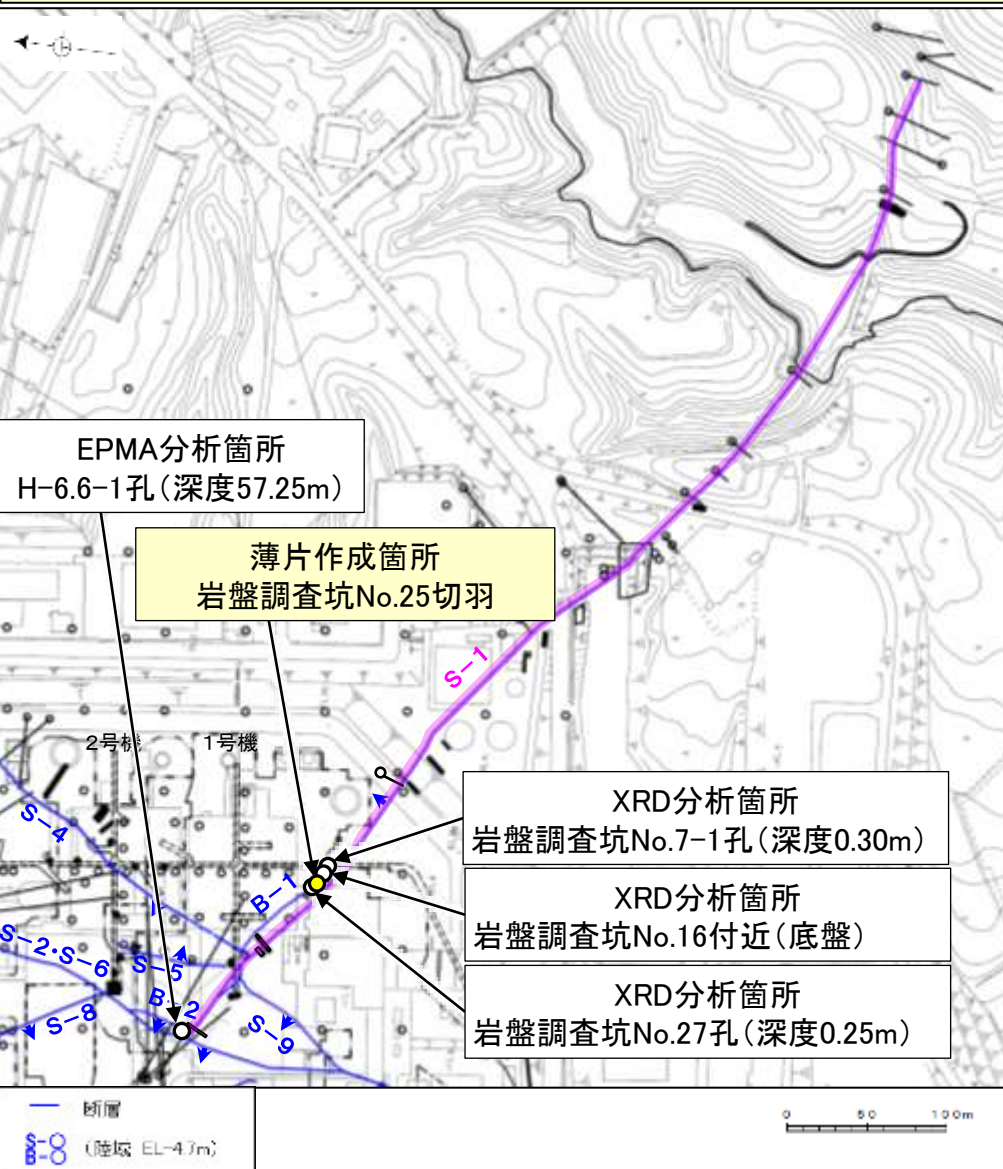 EPMA分析箇所
H-6.6-1孔(深度57.25m)
薄片作成箇所
岩盤調査坑No.25切羽
S-1
2号機
1号機
S-4
XRD分析箇所
岩盤調査坑No.7-1孔(深度0.30m)
B-1
XRD分析箇所
岩盤調査坑No.16付近(底盤)
S-2・S-6
S-5
B-2
S-8
S-9
XRD分析箇所
岩盤調査坑No.27孔(深度0.25m)
断層
S-○
B-○
(陸域 EL-4.7m)
0 50 100m